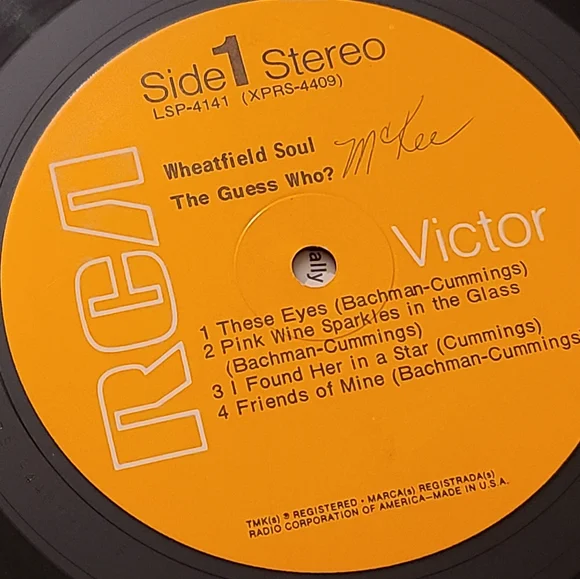 Side 1 Stereo
LSP-4141 (XPRS-4409)
Wheatfield Soul
The Guess Who?
McKee
RCA
Victor
ally
1 These Eyes (Bachman-Cummings)
2 Pink Wine Sparkles in the Glass
(Bachman-Cummings)
3 I Found Her in a Star (Cummings)
4 Friends of Mine (Bachman-Cummings
TMK(s) ® REGISTERED • MARCA(s) REGISTRADA(s)
RADIO CORPORATION OF AMERICA—MADE IN U.S.A.